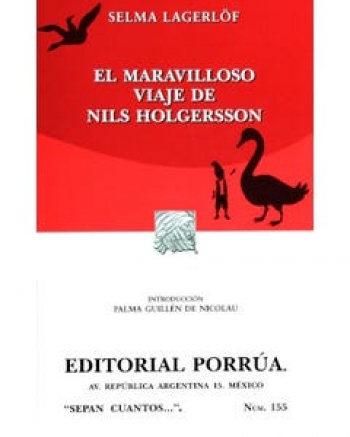 SELMA LAGERLÖF
EL MARAVILLOSO
VIAJE DE
NILS HOLGERSSON
INTRODUCCIÓN
PALMA GUILLÉN DE NICOLAU
EDITORIAL PORRÚA.
AV. REPÚBLICA ARGENTINA 15. MÉXICO
"SEPAN CUANTOS...". NÚM. 155